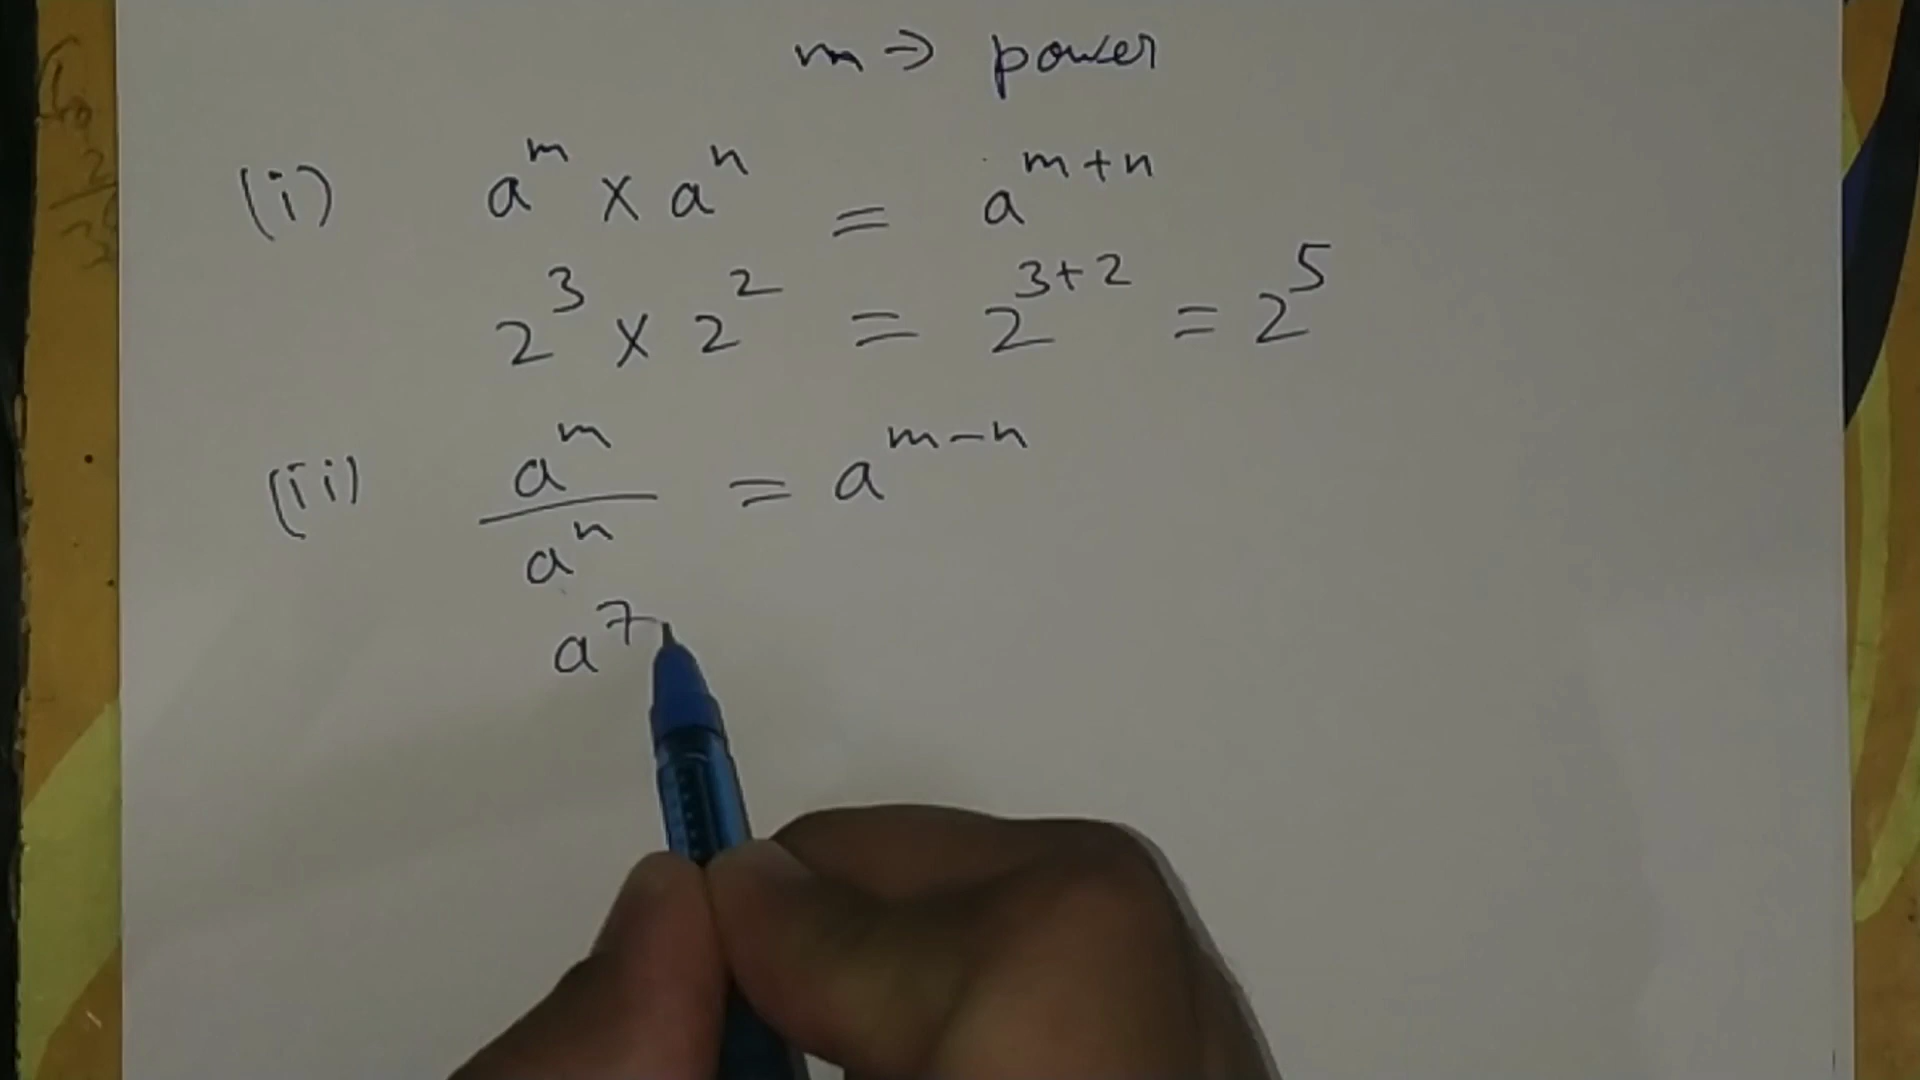 m → power
(i) a^m × a^n = a^{m+n}
2^3 × 2^2 = 2^{3+2} = 2^5
(ii) a^m / a^n = a^{m-n}
a^7